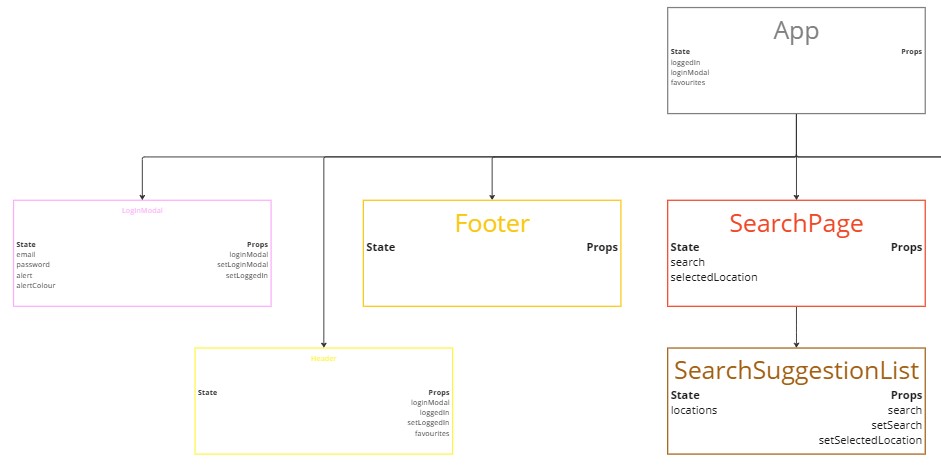 App
State Props
loggedIn
loginModal
favourites
LoginModal
State Props
email loginModal
password setLoginModal
alert setLoggedIn
alertColour
Footer
State Props
SearchPage
State Props
search
selectedLocation
Header
State Props
loginModal
loggedIn
setLoggedIn
favourites
SearchSuggestionList
State Props
locations search
setSearch
setSelectedLocation